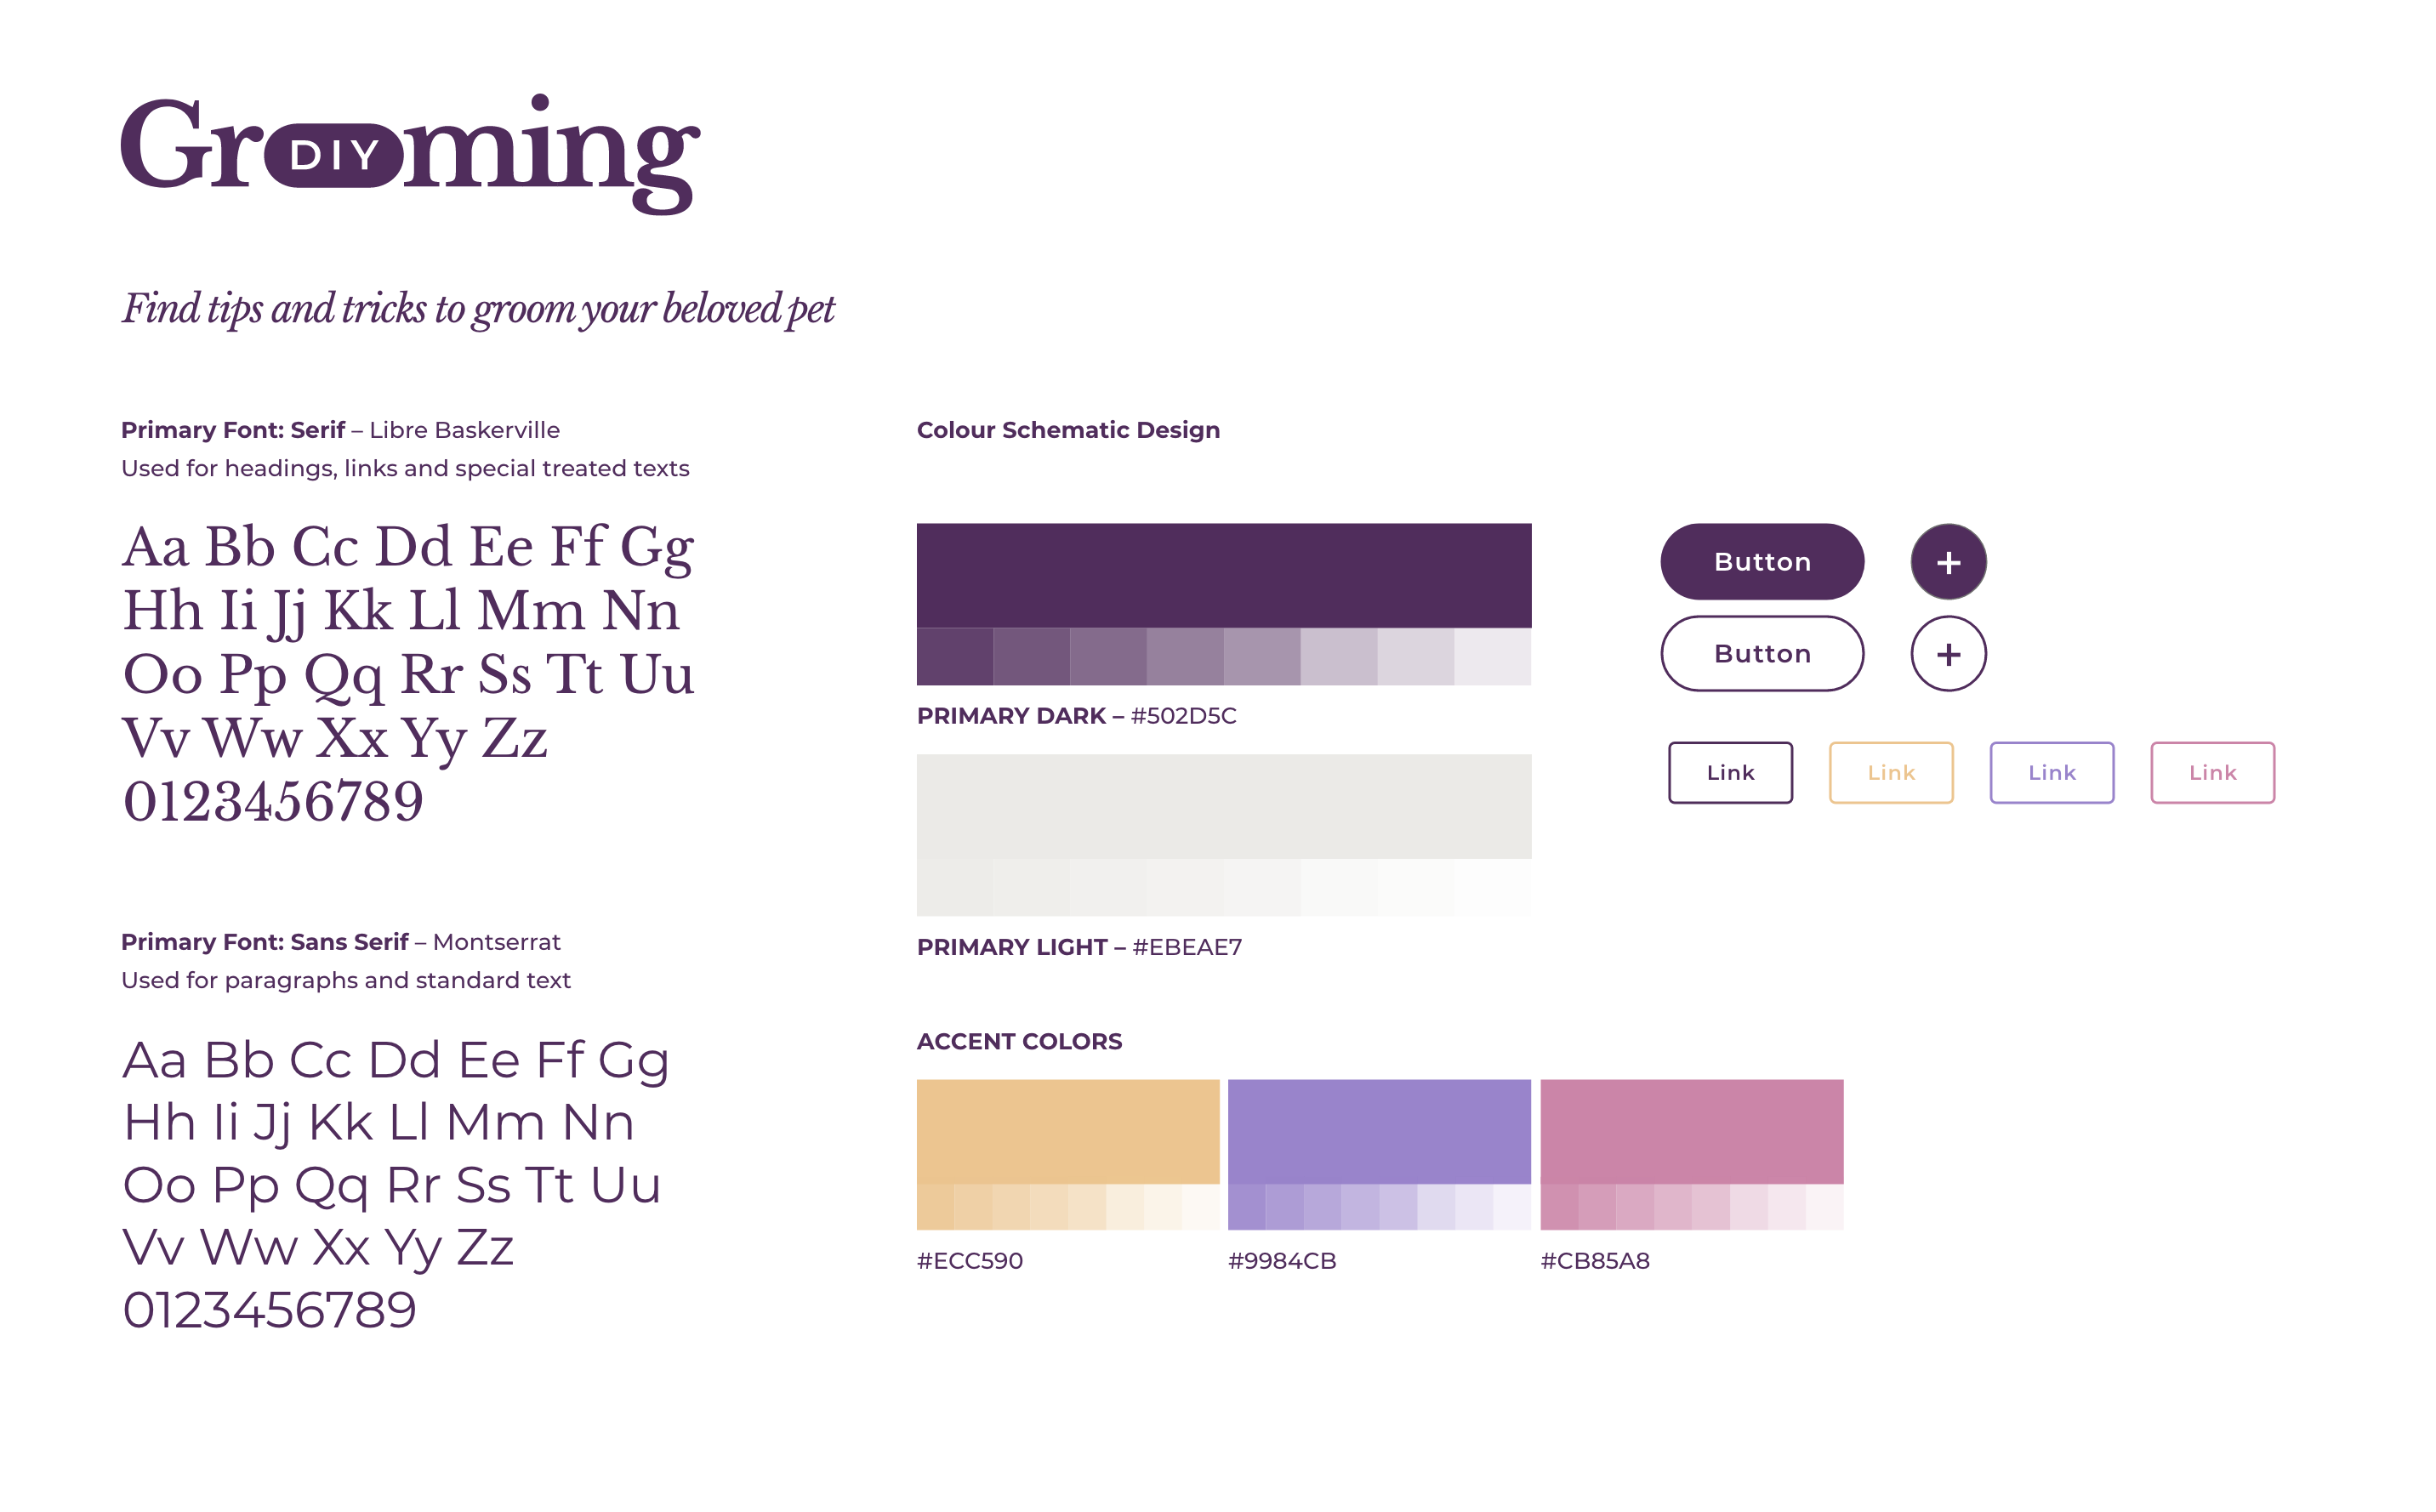 Gr DIY ming
Find tips and tricks to groom your beloved pet
Primary Font: Serif – Libre Baskerville
Used for headings, links and special treated texts
Aa Bb Cc Dd Ee Ff Gg
Hh Ii Jj Kk Ll Mm Nn
Oo Pp Qq Rr Ss Tt Uu
Vv Ww Xx Yy Zz
0123456789
Primary Font: Sans Serif – Montserrat
Used for paragraphs and standard text
Aa Bb Cc Dd Ee Ff Gg
Hh Ii Jj Kk Ll Mm Nn
Oo Pp Qq Rr Ss Tt Uu
Vv Ww Xx Yy Zz
0123456789
Colour Schematic Design
PRIMARY DARK – #502D5C
PRIMARY LIGHT – #EBEAE7
ACCENT COLORS
#ECC590 #9984CB #CB85A8
Button +
Button +
Link Link Link Link